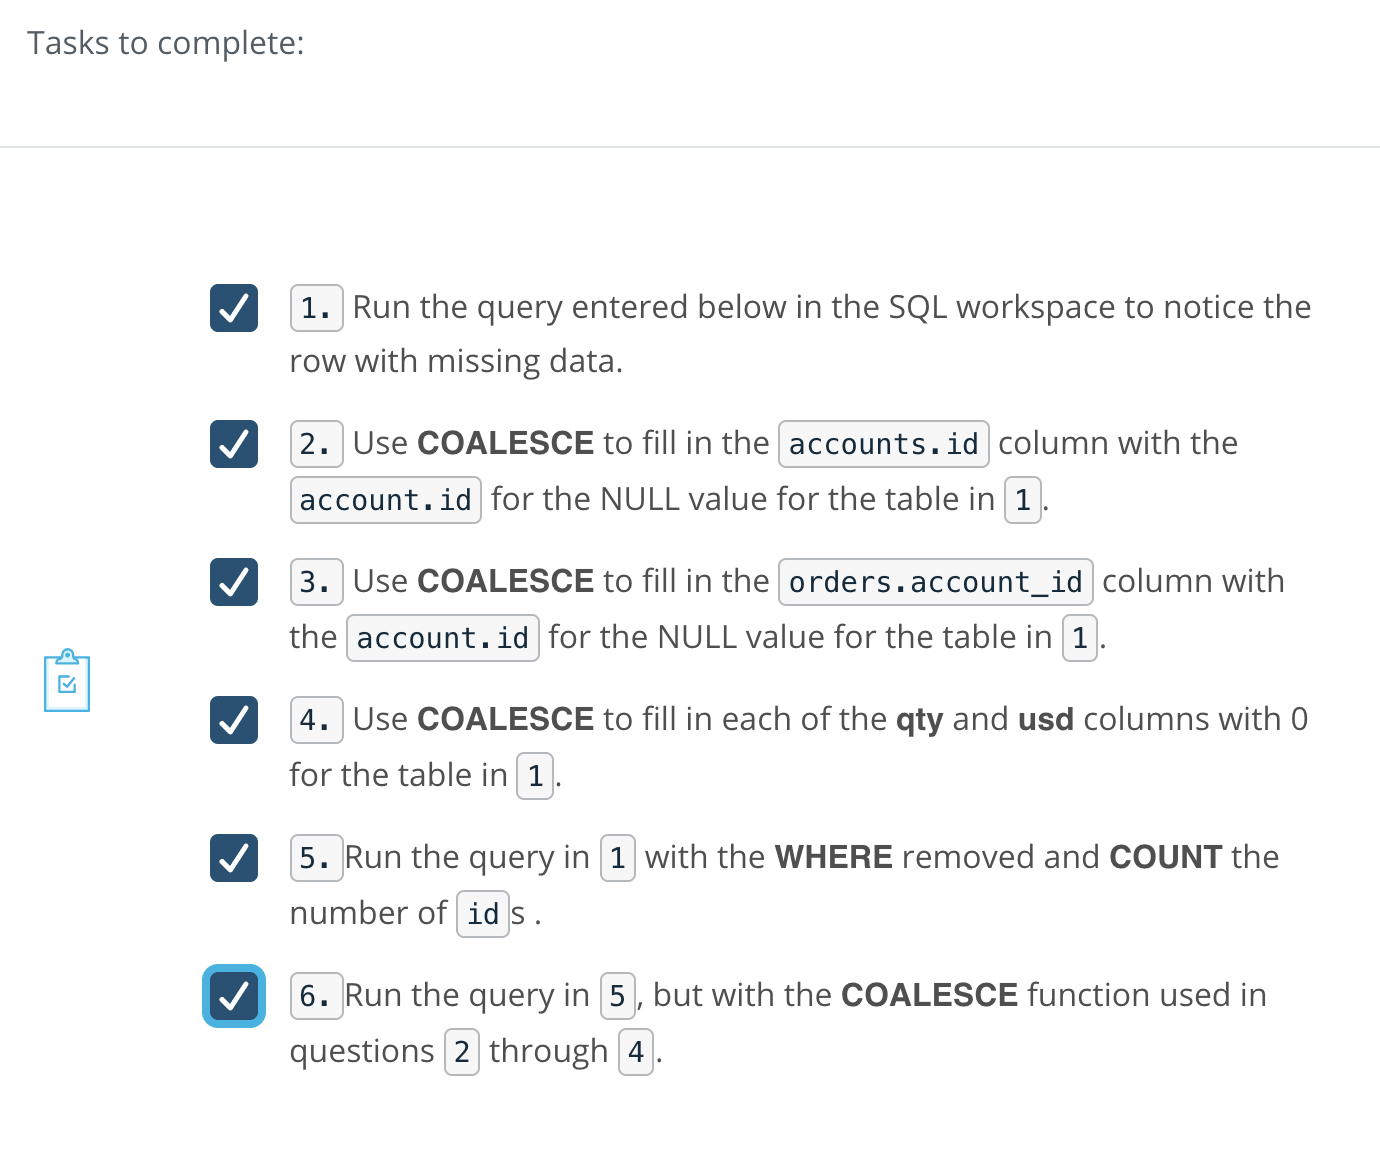 Tasks to complete:
1. Run the query entered below in the SQL workspace to notice the
row with missing data.
2. Use COALESCE to fill in the accounts.id column with the
account.id for the NULL value for the table in 1.
3. Use COALESCE to fill in the orders.account_id column with
the account.id for the NULL value for the table in 1.
4. Use COALESCE to fill in each of the qty and usd columns with 0
for the table in 1.
5. Run the query in 1 with the WHERE removed and COUNT the
number of ids .
6. Run the query in 5, but with the COALESCE function used in
questions 2 through 4.